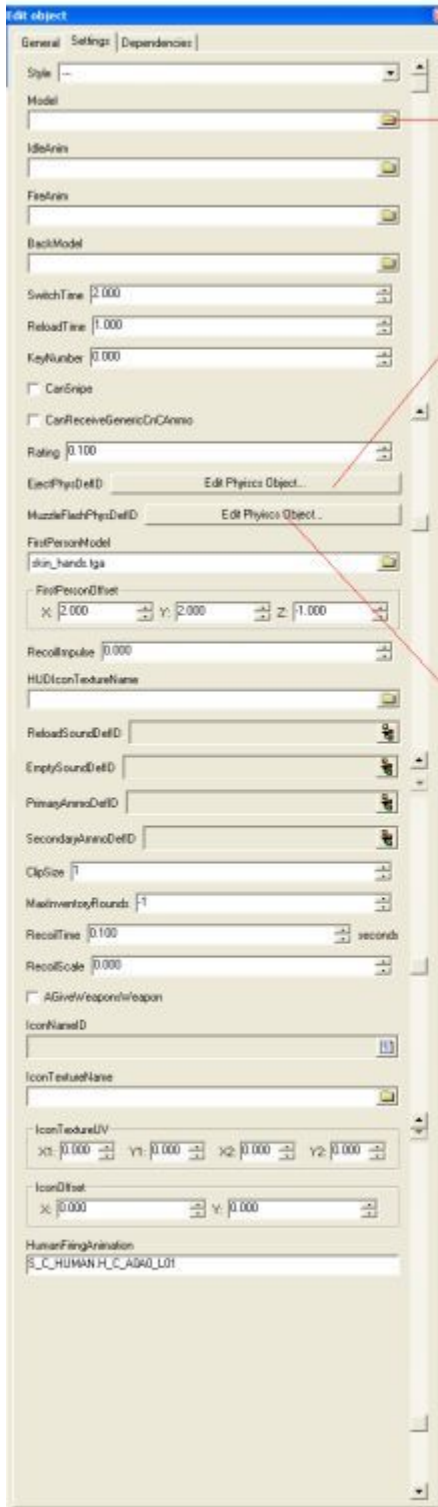 Edit object
General Settings Dependencies
Style ---
Model
IdleAnim
FireAnim
BackModel
SwitchTime 2.000
ReloadTime 1.000
KeyNumber 0.000
CanSnipe
CanReceiveGenericCnCAmmo
Rating 0.100
EjectPhysDefID Edit Phyiscs Object...
MuzzleFlashPhysDefID Edit Phyiscs Object...
FirstPersonModel
skin_hands.tga
FirstPersonOffset
X: 2.000 Y: 2.000 Z: -1.000
RecoilImpulse 0.000
HUDIconTextureName
ReloadSoundDefID
EmptySoundDefID
PrimaryAmmoDefID
SecondaryAmmoDefID
ClipSize 1
MaxInventoryRounds -1
RecoilTime 0.100 seconds
RecoilScale 0.000
AGiveWeaponsWeapon
IconNameID
IconTextureName
IconTextureUV
X1: 0.000 Y1: 0.000 X2: 0.000 Y2: 0.000
IconOffset
X: 0.000 Y: 0.000
HumanFiringAnimation
S_C_HUMAN.H_C_A0A0_L01